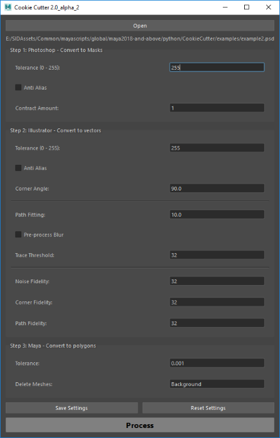 Cookie Cutter 2.0_alpha_2
Open
E:/SIDAssets/Common/mayascripts/global/maya2018-and-above/python/CookieCutter/examples/example2.psd
Step 1: Photoshop - Convert to Masks
Tolerance (0 - 255): 255
Anti Alias
Contract Amount: 1
Step 2: Illustrator - Convert to vectors
Tolerance (0 - 255): 255
Anti Alias
Corner Angle: 90.0
Path Fitting: 10.0
Pre-process Blur
Trace Threshold: 32
Noise Fidelity: 32
Corner Fidelity: 32
Path Fidelity: 32
Step 3: Maya - Convert to polygons
Tolerance: 0.001
Delete Meshes: Background
Save Settings Reset Settings
Process